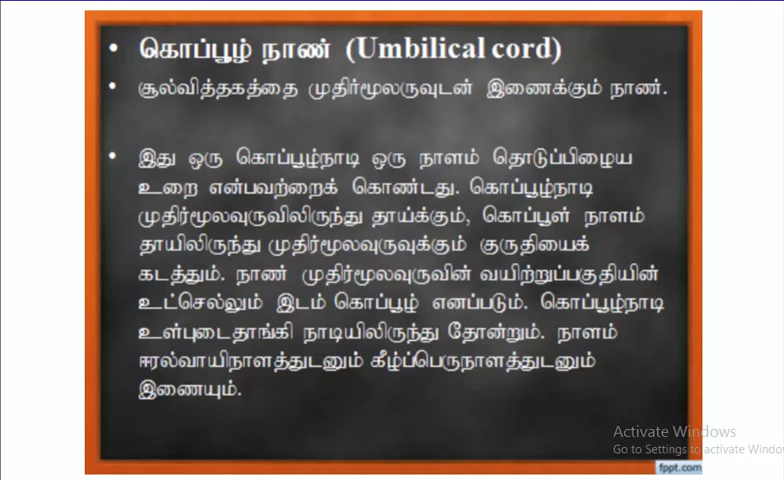 • கொப்பூழ் நாண் (Umbilical cord)
• சூல்வித்தகத்தை முதிர்மூலருவுடன் இணைக்கும் நாண்.
• இது ஒரு கொப்பூழ்நாடி ஒரு நாளம் தொடுப்பிழைய
உறை என்பவற்றைக் கொண்டது. கொப்பூழ்நாடி
முதிர்மூலவுருவிலிருந்து தாய்க்கும், கொப்பூள் நாளம்
தாயிலிருந்து முதிர்மூலவுருவுக்கும் குருதியைக்
கடத்தும். நாண் முதிர்மூலவுருவின் வயிற்றுப்பகுதியின்
உட்செல்லும் இடம் கொப்பூழ் எனப்படும். கொப்பூழ்நாடி
உள்புடைதாங்கி நாடியிலிருந்து தோன்றும். நாளம்
ஈரல்வாயிநாளத்துடனும் கீழ்ப்பெருநாளத்துடனும்
இணையும்.
Activate Windows
Go to Settings to activate Windo
fppt.com